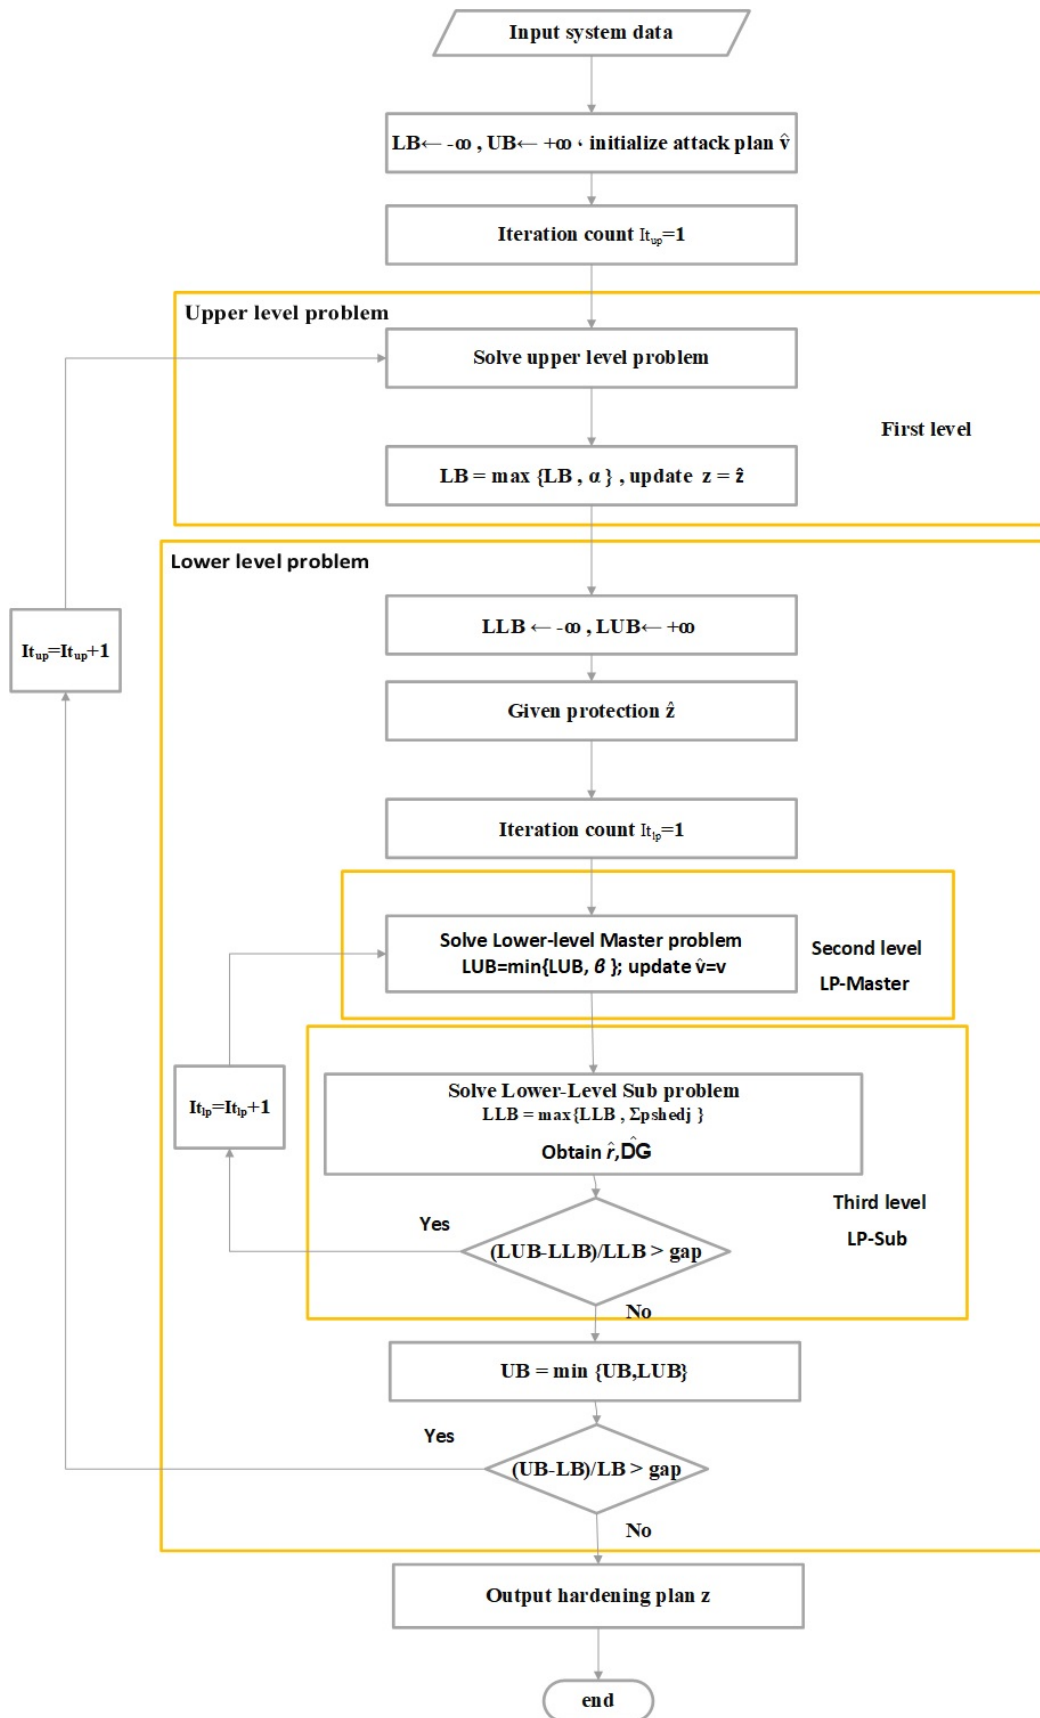 Input system data
LB← -∞ , UB← +∞ ، initialize attack plan v̂
Iteration count Itup=1
Upper level problem
Solve upper level problem
First level
LB = max {LB , α} , update z = ẑ
Lower level problem
LLB ← -∞ , LUB← +∞
Itup=Itup+1
Given protection ẑ
Iteration count Itlp=1
Solve Lower-level Master problem
LUB=min{LUB, β }; update v̂=v
Second level
LP-Master
Itlp=Itlp+1
Solve Lower-Level Sub problem
LLB = max{LLB , Σpshedj }
Obtain r̂,DĜ
Third level
LP-Sub
Yes
(LUB-LLB)/LLB > gap
No
UB = min {UB,LUB}
Yes
(UB-LB)/LB > gap
No
Output hardening plan z
end